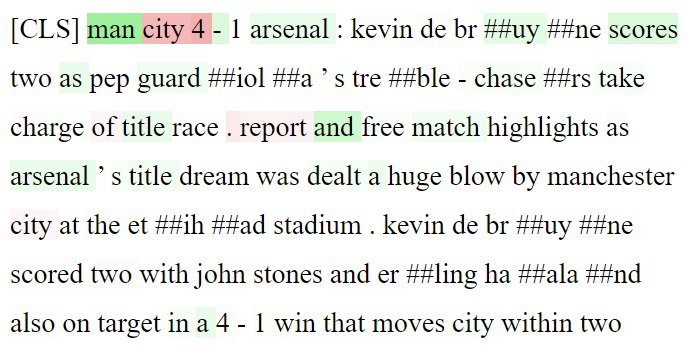 [CLS] man city 4 - 1 arsenal : kevin de br ##uy ##ne scores
two as pep guard ##iol ##a ’ s tre ##ble - chase ##rs take
charge of title race . report and free match highlights as
arsenal ’ s title dream was dealt a huge blow by manchester
city at the et ##ih ##ad stadium . kevin de br ##uy ##ne
scored two with john stones and er ##ling ha ##ala ##nd
also on target in a 4 - 1 win that moves city within two